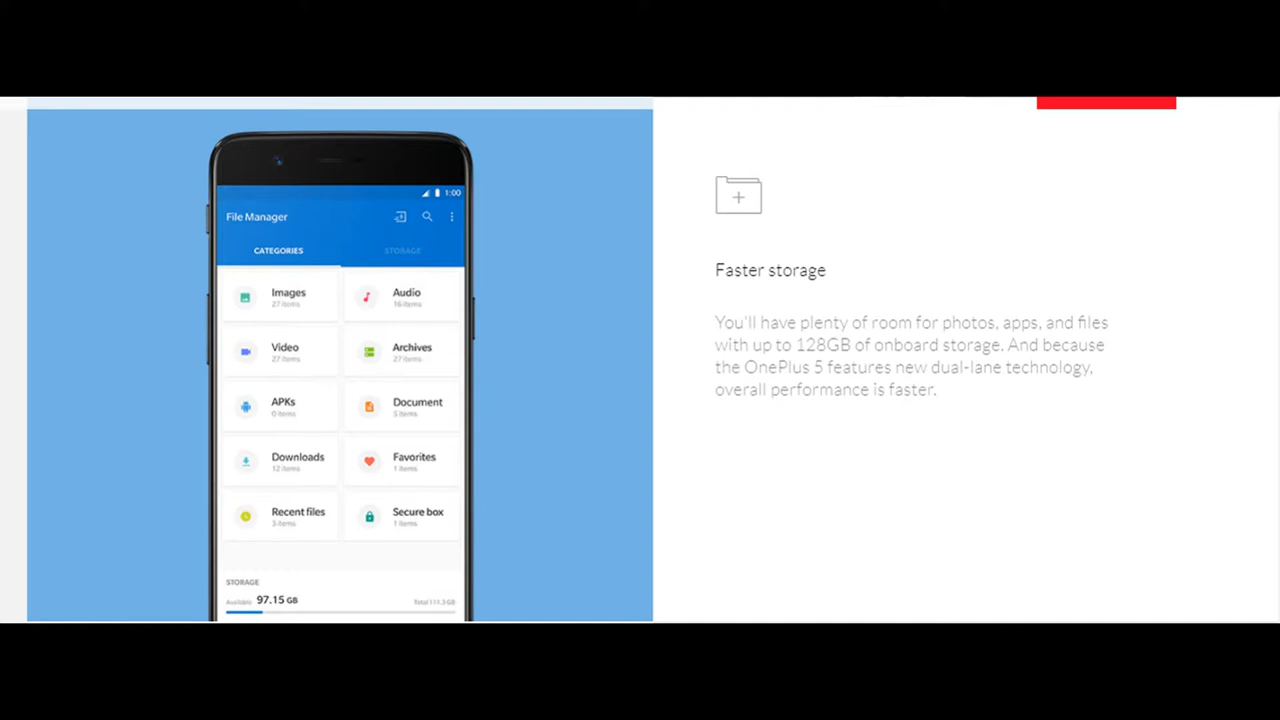 1:00
File Manager
CATEGORIES
STORAGE
Images
27 items
Audio
16 items
Video
27 items
Archives
27 items
APKs
0 items
Document
5 items
Downloads
12 items
Favorites
1 items
Recent files
3 items
Secure box
1 items
STORAGE
Available 97.15 GB
Total 111.3 GB
Faster storage
You'll have plenty of room for photos, apps, and files
with up to 128GB of onboard storage. And because
the OnePlus 5 features new dual-lane technology,
overall performance is faster.